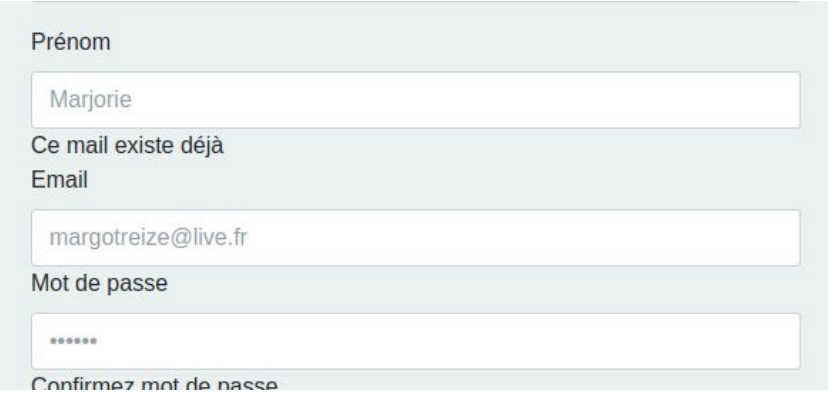 Prénom
Marjorie
Ce mail existe déjà
Email
margotreize@live.fr
Mot de passe
••••••
Confirmez mot de passe